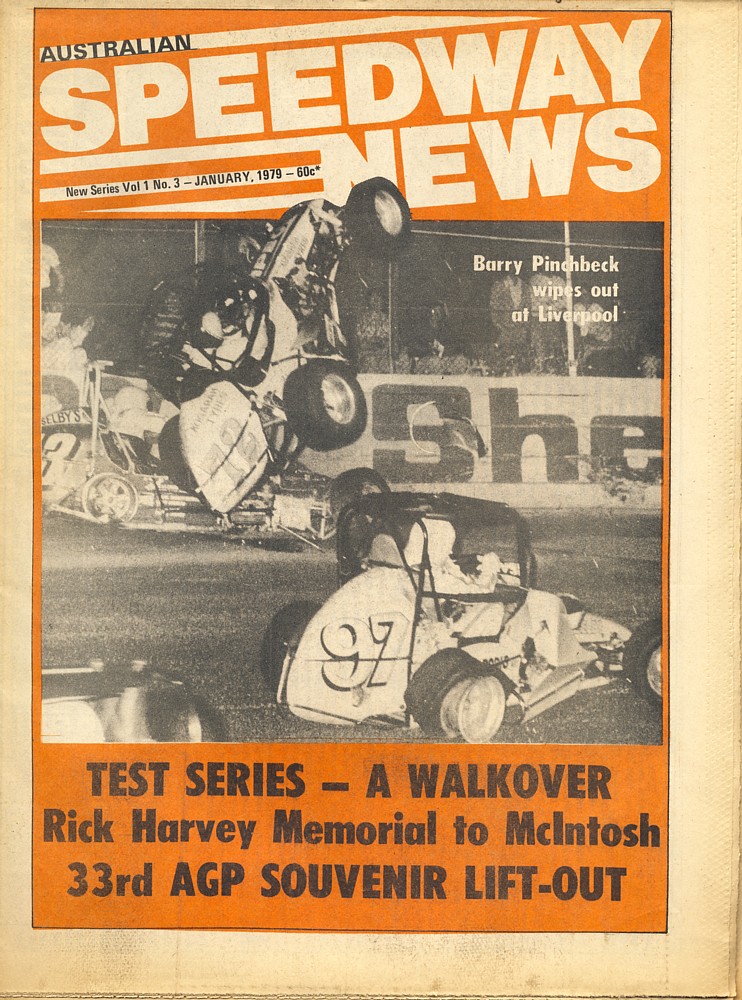 AUSTRALIAN
SPEEDWAY
NEWS
New Series Vol 1 No. 3 – JANUARY, 1979 – 60c*
Barry Pinchbeck
wipes out
at Liverpool
SELBY'S
She
97
TEST SERIES – A WALKOVER
Rick Harvey Memorial to McIntosh
33rd AGP SOUVENIR LIFT-OUT